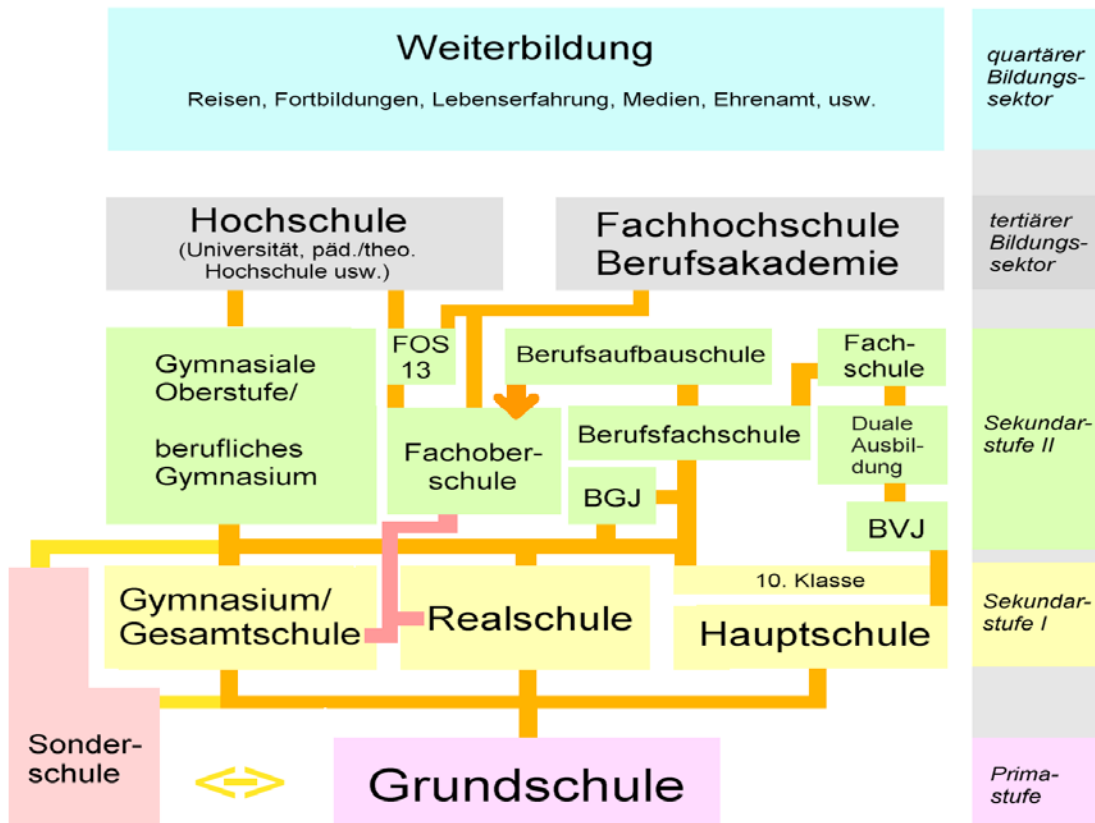 Weiterbildung
Reisen, Fortbildungen, Lebenserfahrung, Medien, Ehrenamt, usw.
quartärer
Bildungs-
sektor
Hochschule
(Universität, päd./theo.
Hochschule usw.)
Fachhochschule
Berufsakademie
tertiärer
Bildungs-
sektor
Gymnasiale
Oberstufe/
berufliches
Gymnasium
FOS
13
Berufsaufbauschule
Fach-
schule
Fachober-
schule
Berufsfachschule
Duale
Ausbil-
dung
BGJ
BVJ
Sekundar-
stufe II
Gymnasium/
Gesamtschule
Realschule
10. Klasse
Hauptschule
Sekundar-
stufe I
Sonder-
schule
<->
Grundschule
Prima-
stufe